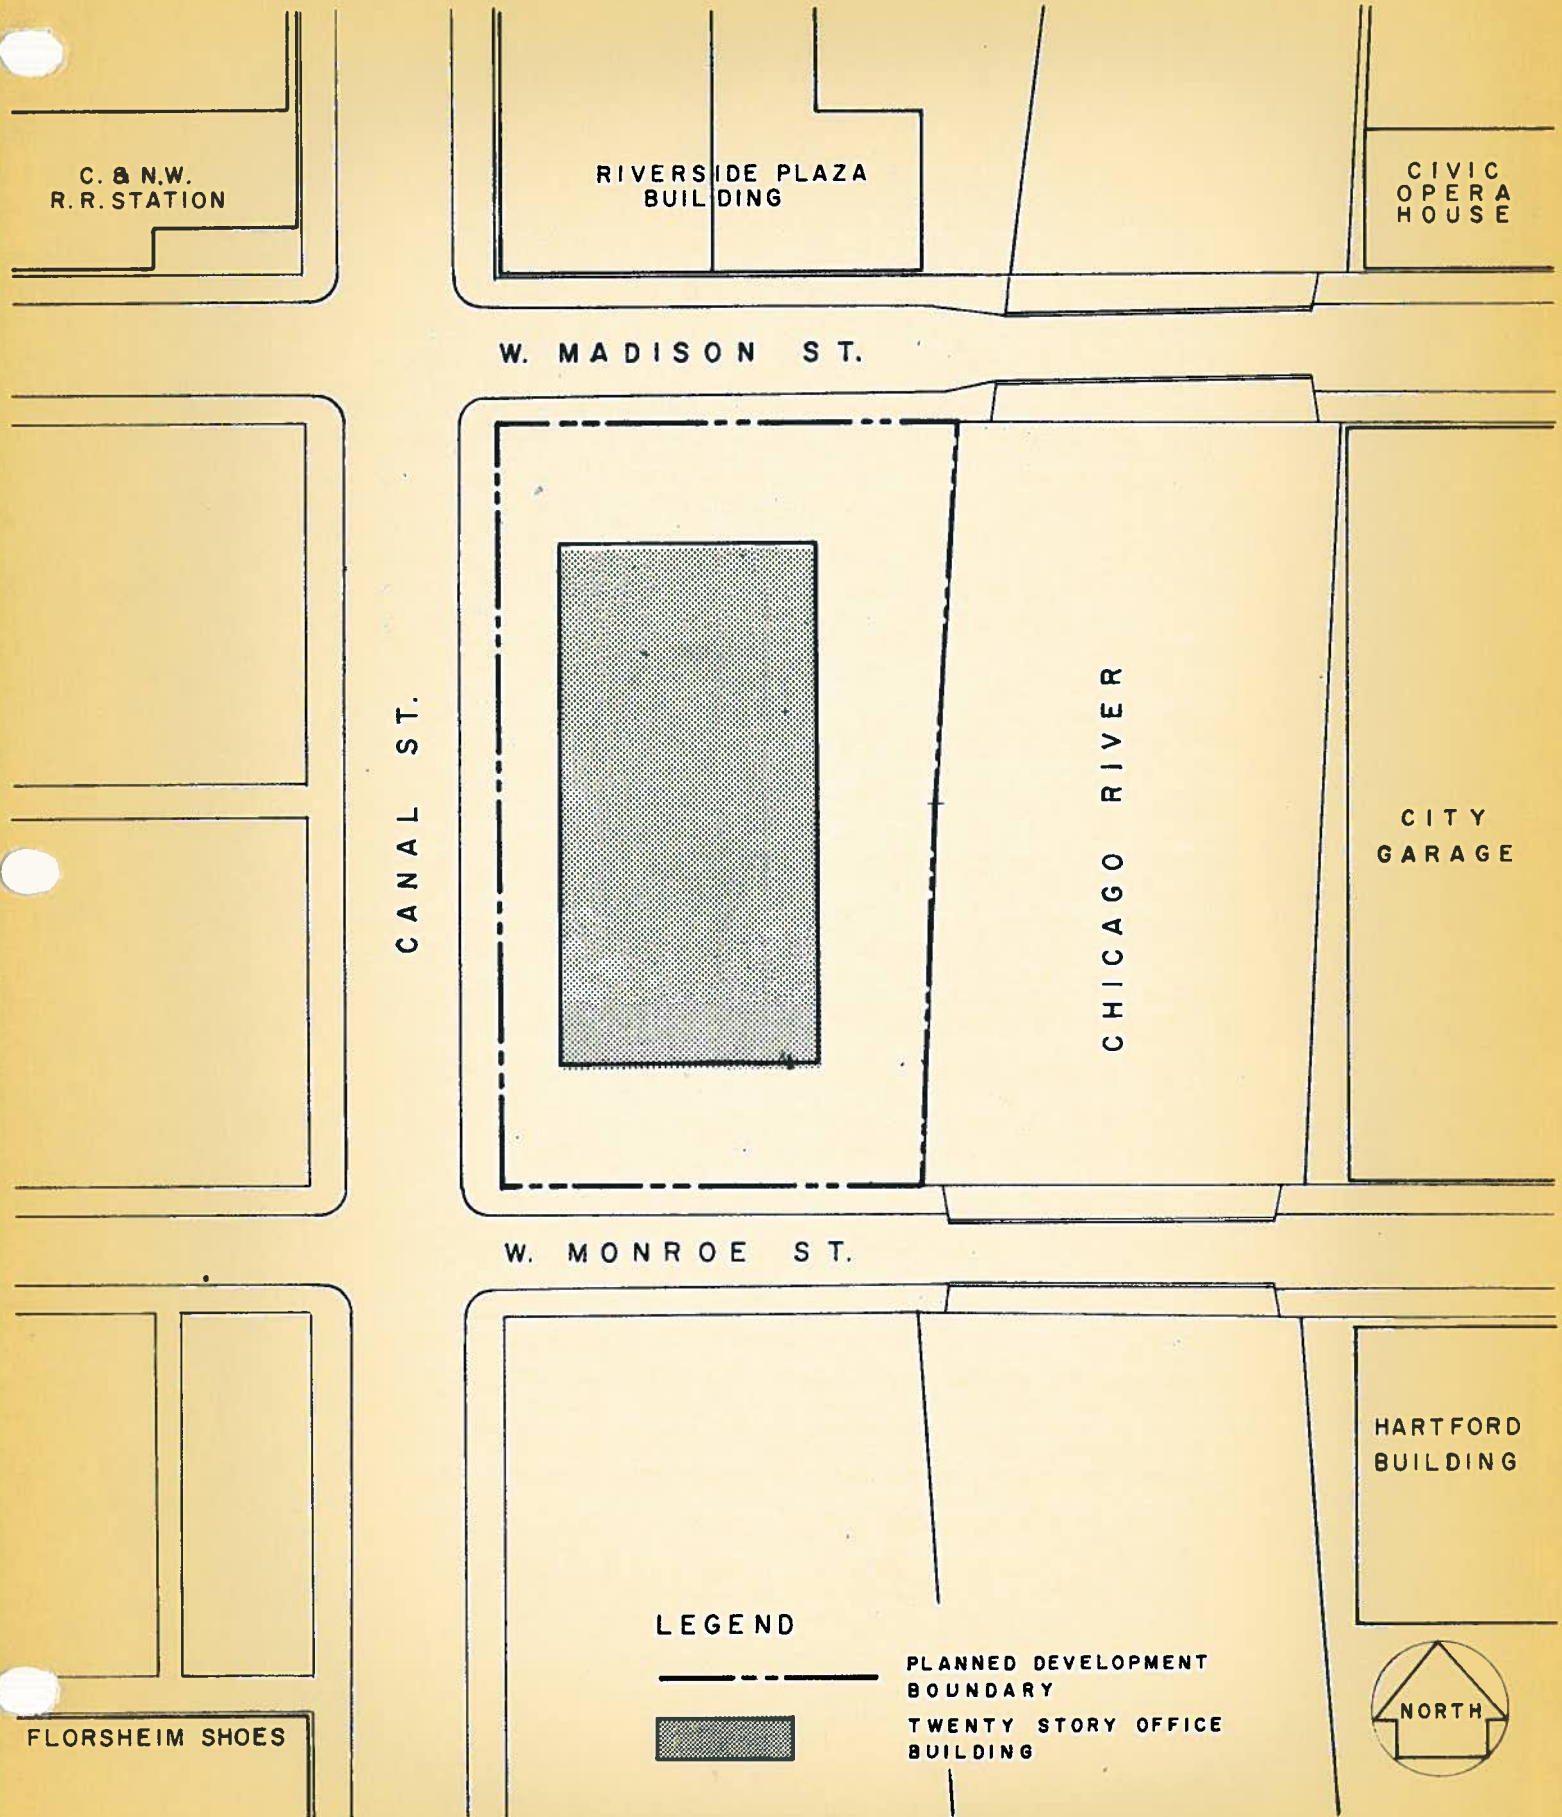 C. & N.W.
R.R. STATION
RIVERSIDE PLAZA
BUILDING
CIVIC
OPERA
HOUSE
W. MADISON ST.
CANAL ST.
CHICAGO RIVER
CITY
GARAGE
W. MONROE ST.
HARTFORD
BUILDING
LEGEND
PLANNED DEVELOPMENT
BOUNDARY
TWENTY STORY OFFICE
BUILDING
NORTH
FLORSHEIM SHOES